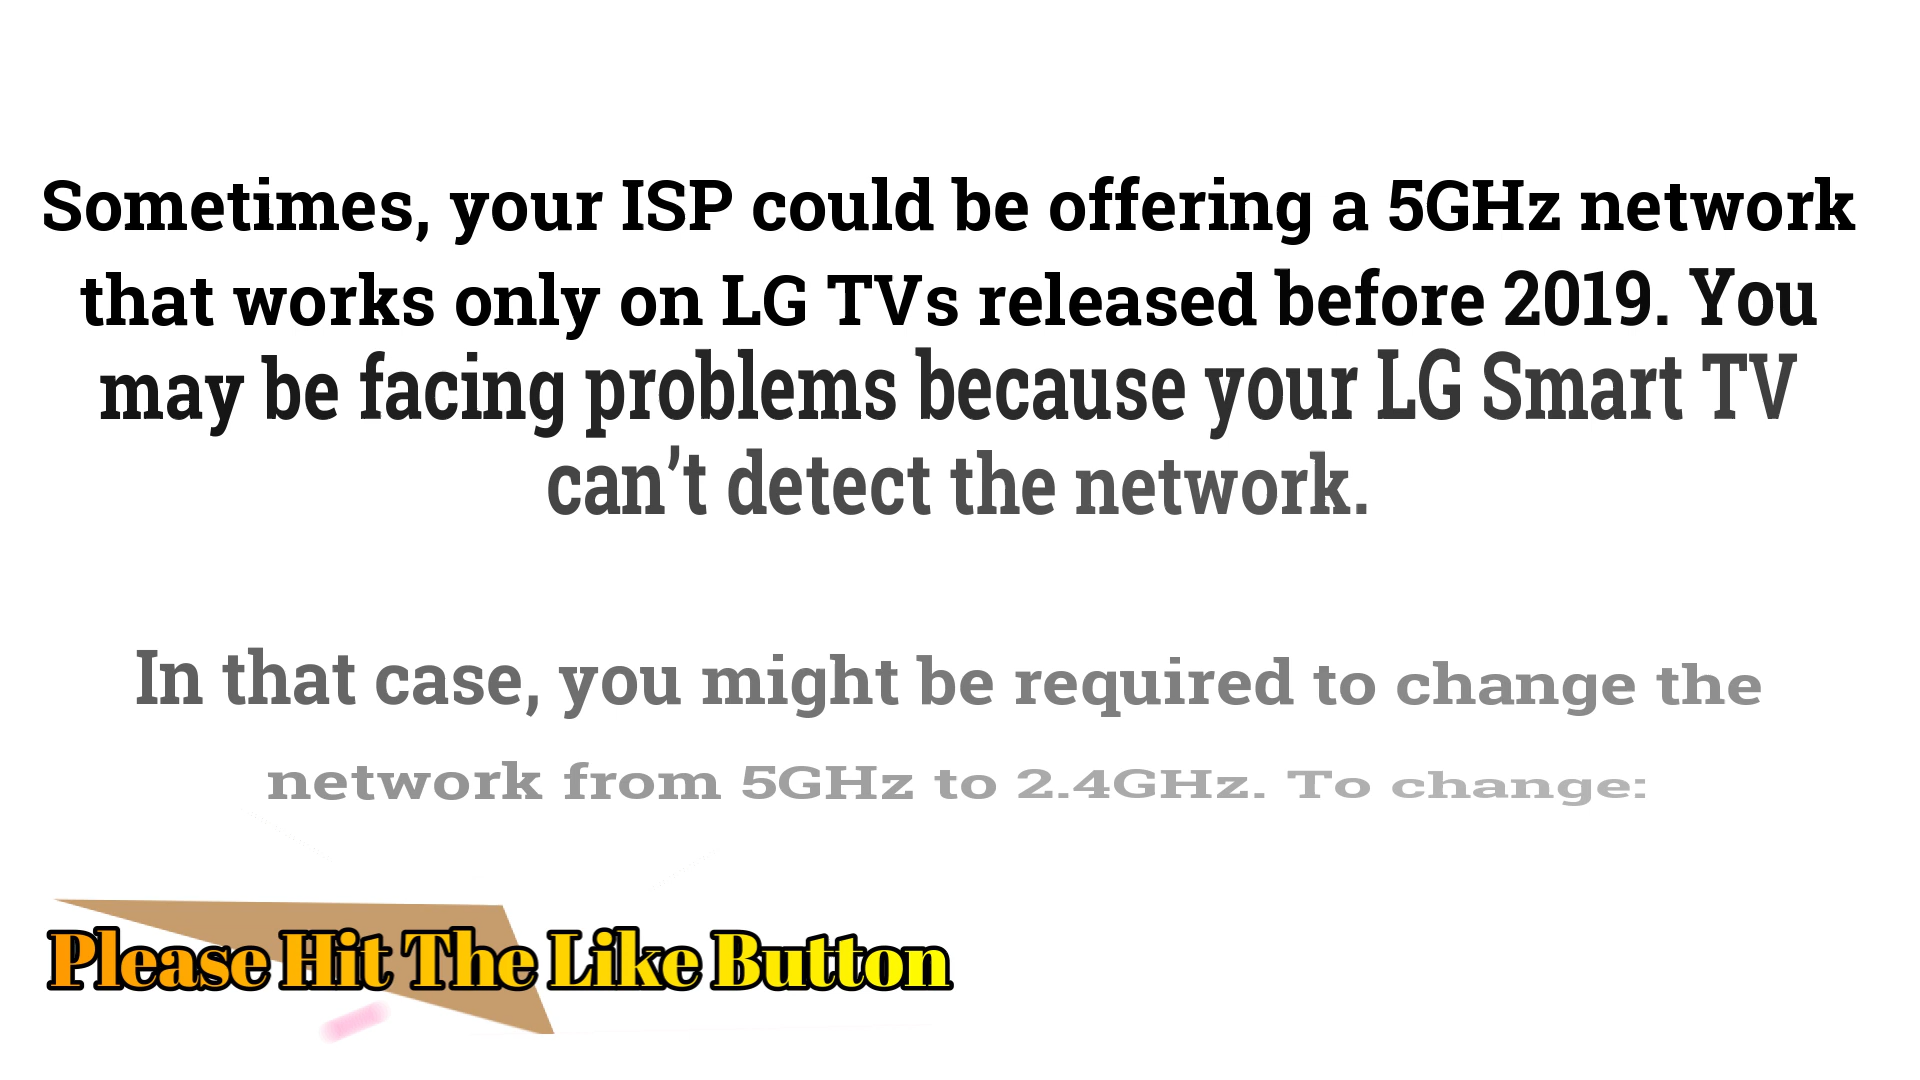 Sometimes, your ISP could be offering a 5GHz network
that works only on LG TVs released before 2019. You
may be facing problems because your LG Smart TV
can’t detect the network.
In that case, you might be required to change the
network from 5GHz to 2.4GHz. To change:
Please Hit The Like Button